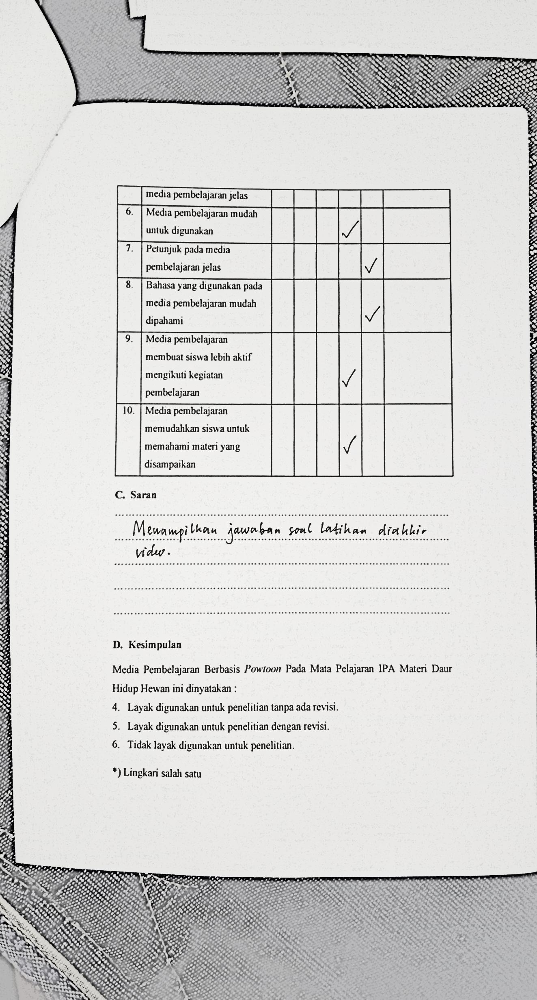 media pembelajaran jelas
6. Media pembelajaran mudah
untuk digunakan
✓
7. Petunjuk pada media
pembelajaran jelas
✓
8. Bahasa yang digunakan pada
media pembelajaran mudah
dipahami
✓
9. Media pembelajaran
membuat siswa lebih aktif
mengikuti kegiatan
pembelajaran
✓
10. Media pembelajaran
memudahkan siswa untuk
memahami materi yang
disampaikan
✓
C. Saran
Menampilkan jawaban soal latihan diakhir
video.
D. Kesimpulan
Media Pembelajaran Berbasis Powtoon Pada Mata Pelajaran IPA Materi Daur
Hidup Hewan ini dinyatakan :
4. Layak digunakan untuk penelitian tanpa ada revisi.
5. Layak digunakan untuk penelitian dengan revisi.
6. Tidak layak digunakan untuk penelitian.
*) Lingkari salah satu